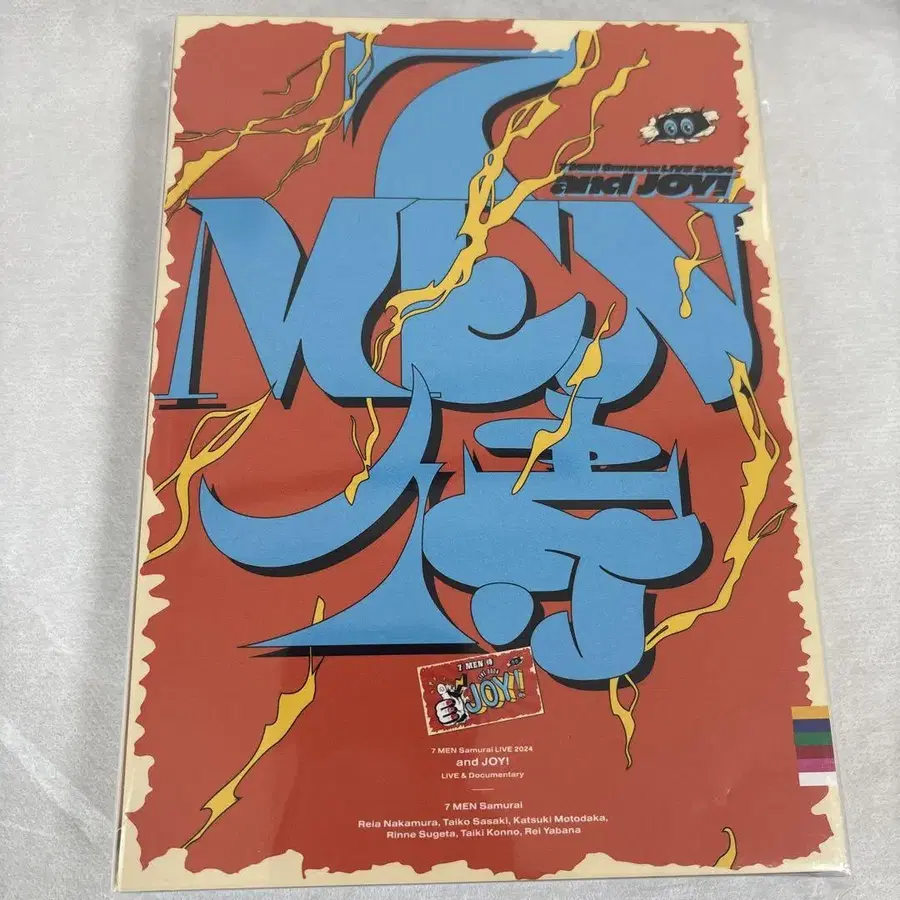 7
MEN
侍
7 MEN Samurai LIVE 2024
and JOY!
7 MEN 侍
JOY!
7 MEN Samurai LIVE 2024
and JOY!
LIVE & Documentary
7 MEN Samurai
Reia Nakamura, Taiko Sasaki, Katsuki Motodaka,
Rinne Sugeta, Taiki Konno, Rei Yabana